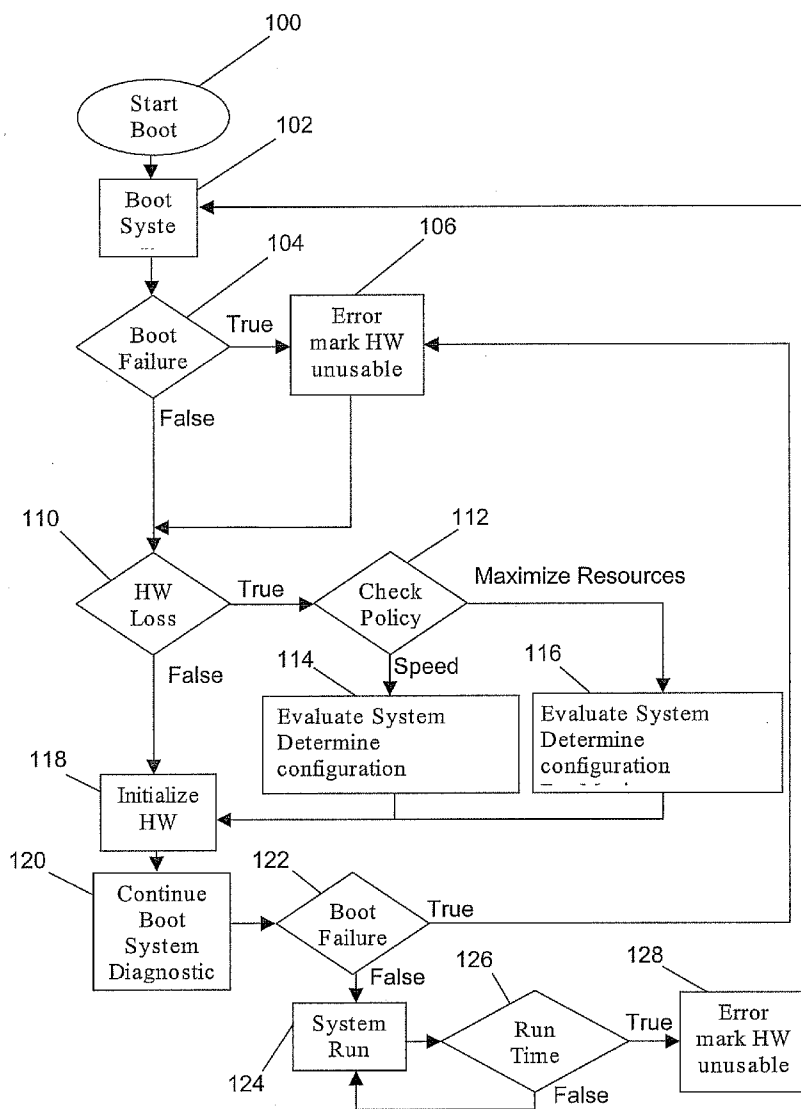 100
Start
Boot
102
Boot
Syste
104
106
Boot
Failure
True
Error
mark HW
unusable
False
110
112
HW
Loss
True
Check
Policy
Maximize Resources
False
114
Speed
116
Evaluate System
Determine
configuration
Evaluate System
Determine
configuration
118
Initialize
HW
120
122
Continue
Boot
System
Diagnostic
Boot
Failure
True
False
126
128
System
Run
124
Run
Time
True
Error
mark HW
unusable
False